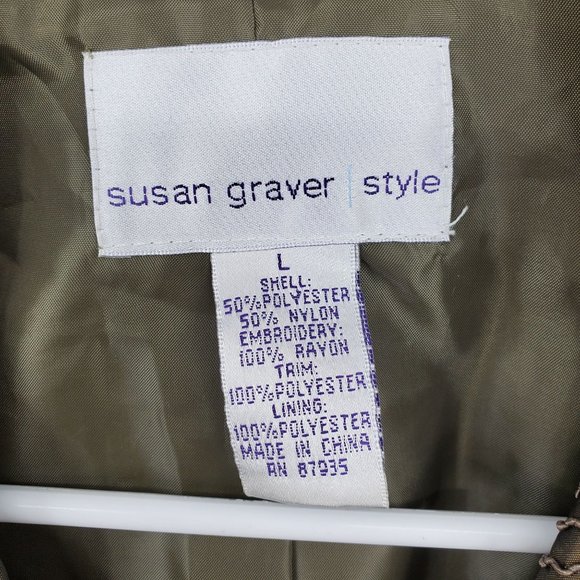 susan graver | style
L
SHELL:
50%POLYESTER
50% NYLON
EMBROIDERY:
100% RAYON
TRIM:
100%POLYESTER
LINING:
100%POLYESTER
MADE IN CHINA
RN 87935